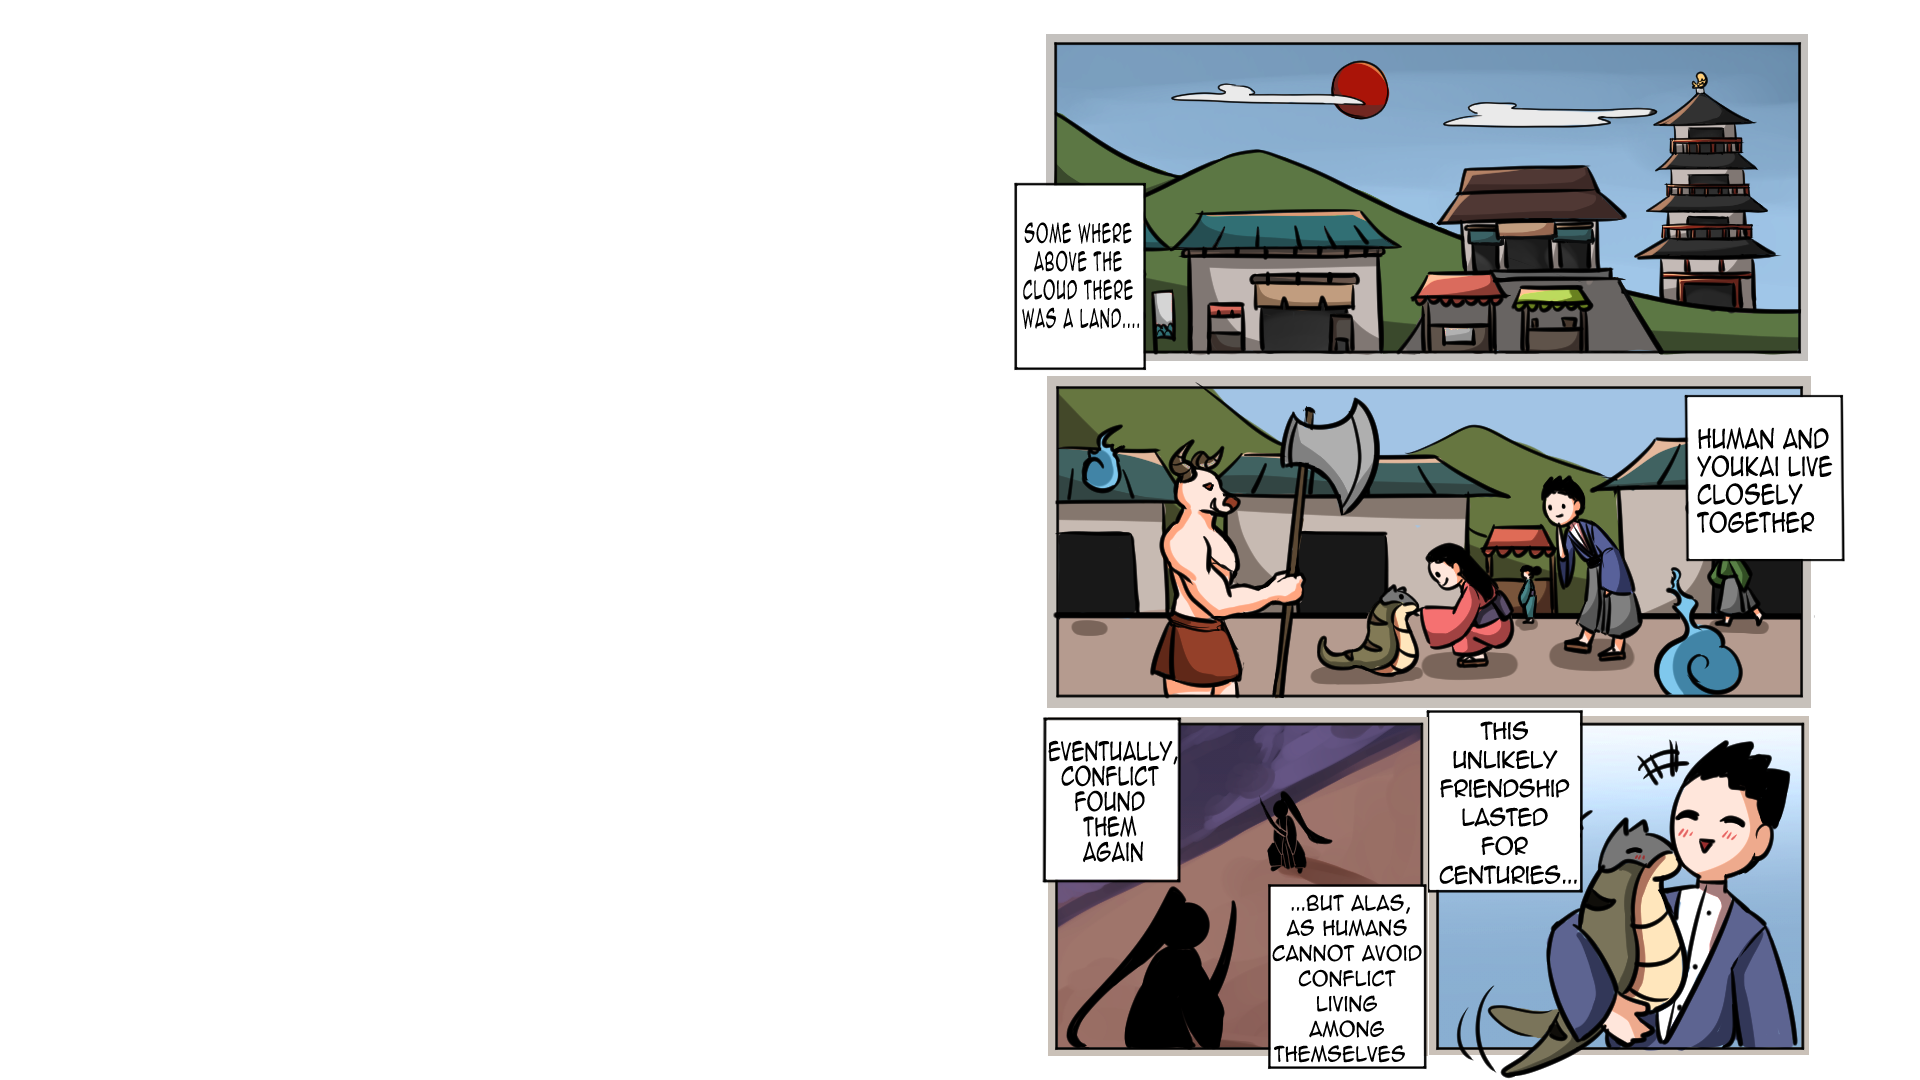 SOME WHERE
ABOVE THE
CLOUD THERE
WAS A LAND....
HUMAN AND
YOUKAI LIVE
CLOSELY
TOGETHER
THIS
UNLIKELY
FRIENDSHIP
LASTED
FOR
CENTURIES...
...BUT ALAS,
AS HUMANS
CANNOT AVOID
CONFLICT
LIVING
AMONG
THEMSELVES
EVENTUALLY,
CONFLICT
FOUND
THEM
AGAIN